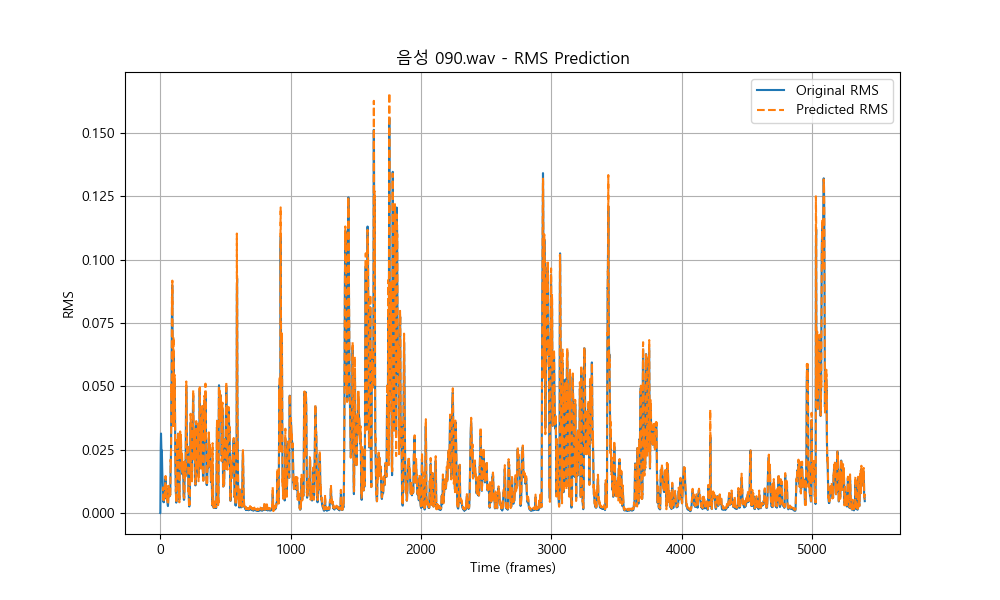 음성 090.wav - RMS Prediction
Original RMS
Predicted RMS
RMS
0.150
0.125
0.100
0.075
0.050
0.025
0.000
0 1000 2000 3000 4000 5000
Time (frames)